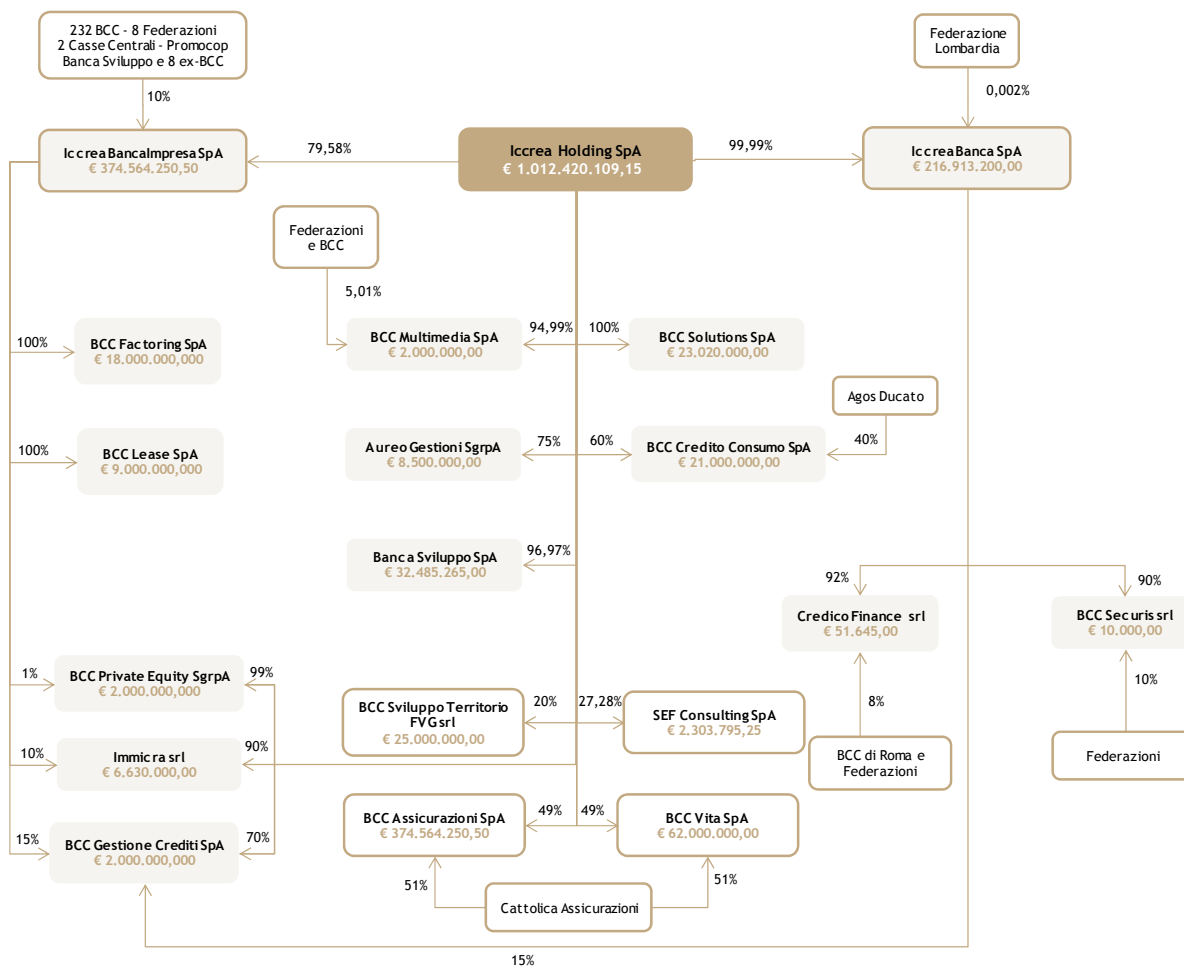 232 BCC - 8 Federazioni
2 Casse Centrali - Promocop
Banca Sviluppo e 8 ex-BCC
10%
Federazione
Lombardia
0,002%
Iccrea BancaImpresa SpA
€ 374.564.250,50
79,58%
Iccrea Holding SpA
€ 1.012.420.109,15
99,99%
Iccrea Banca SpA
€ 216.913.200,00
Federazioni
e BCC
5,01%
100%
BCC Factoring SpA
€ 18.000.000,000
BCC Multimedia SpA
€ 2.000.000,00
94,99%
100%
BCC Solutions SpA
€ 23.020.000,00
Agos Ducato
40%
100%
BCC Lease SpA
€ 9.000.000,000
Aureo Gestioni SgrpA
€ 8.500.000,00
75%
60%
BCC Credito Consumo SpA
€ 21.000.000,00
Banca Sviluppo SpA
€ 32.485.265,00
96,97%
92%
90%
Credico Finance srl
€ 51.645,00
BCC Securis srl
€ 10.000,00
1%
BCC Private Equity SgrpA
€ 2.000.000,000
99%
8%
10%
BCC Sviluppo Territorio
FVG srl
€ 25.000.000,00
20%
27,28%
SEF Consulting SpA
€ 2.303.795,25
BCC di Roma e
Federazioni
Federazioni
10%
Immicra srl
€ 6.630.000,00
90%
15%
BCC Gestione Crediti SpA
€ 2.000.000,000
70%
BCC Assicurazioni SpA
€ 374.564.250,50
49%
49%
BCC Vita SpA
€ 62.000.000,00
51%
51%
Cattolica Assicurazioni
15%